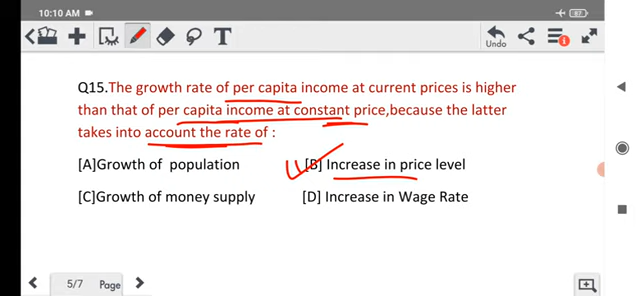 10:10 AM
87
T
Undo
Q15.The growth rate of per capita income at current prices is higher
than that of per capita income at constant price,because the latter
takes into account the rate of :
[A]Growth of population
[B] Increase in price level
[C]Growth of money supply
[D] Increase in Wage Rate
5/7 Page